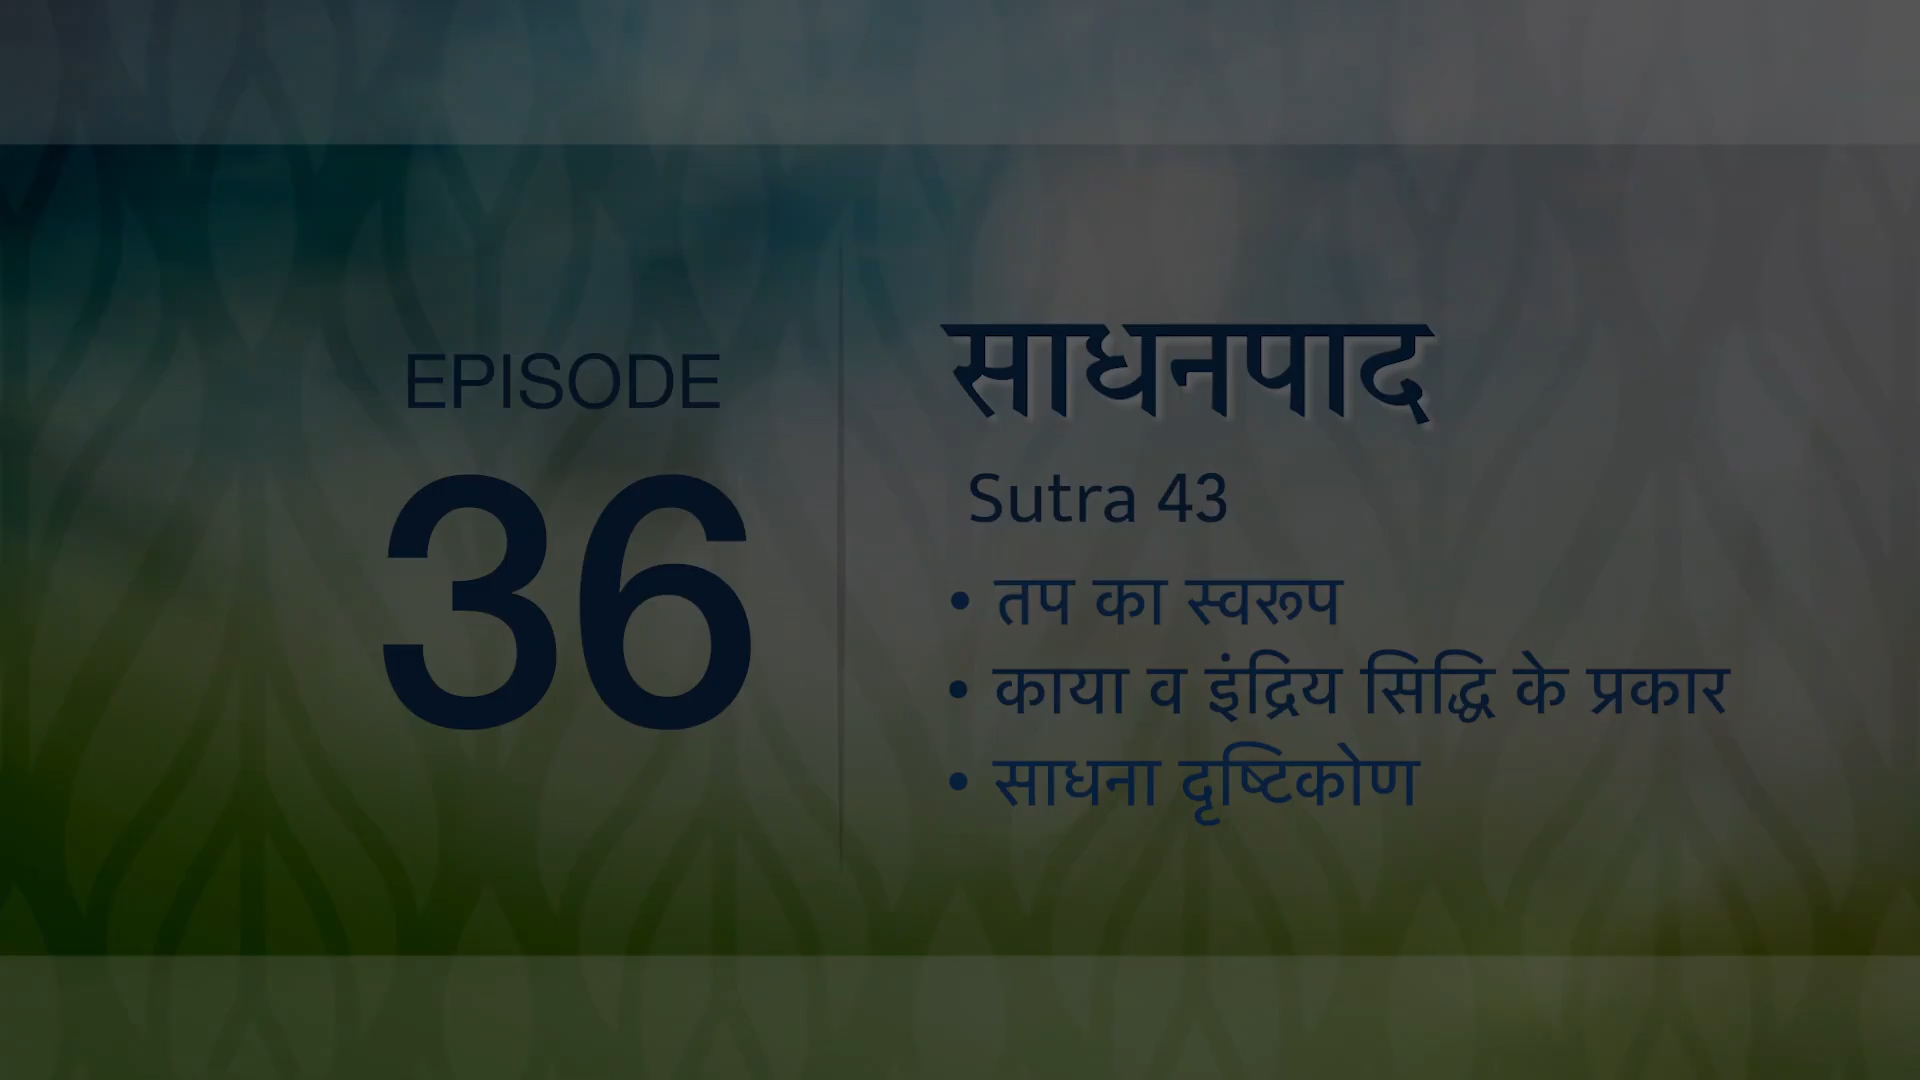 EPISODE
36
साधनपाद
Sutra 43
• तप का स्वरूप
• काया व इंद्रिय सिद्धि के प्रकार
• साधना दृष्टिकोण